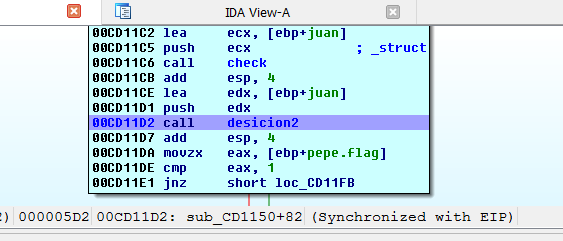 IDA View-A
00CD11C2 lea ecx, [ebp+juan]
00CD11C5 push ecx ; _struct
00CD11C6 call check
00CD11CB add esp, 4
00CD11CE lea edx, [ebp+juan]
00CD11D1 push edx
00CD11D2 call desicion2
00CD11D7 add esp, 4
00CD11DA movzx eax, [ebp+pepe.flag]
00CD11DE cmp eax, 1
00CD11E1 jnz short loc_CD11FB
2) 000005D2 00CD11D2: sub_CD1150+82 (Synchronized with EIP)